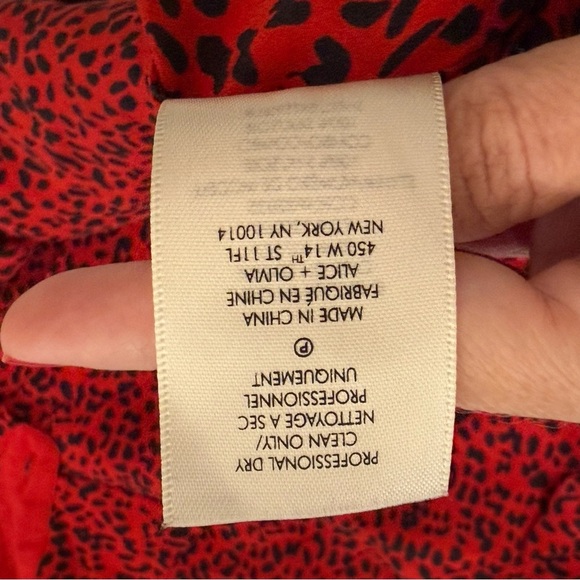 PROFESSIONAL DRY
CLEAN ONLY/
NETTOYAGE A SEC
PROFESSIONNEL
UNIQUEMENT
P
MADE IN CHINA
FABRIQUÉ EN CHINE
ALICE + OLIVIA
450 W 14TH ST 11FL
NEW YORK, NY 10014